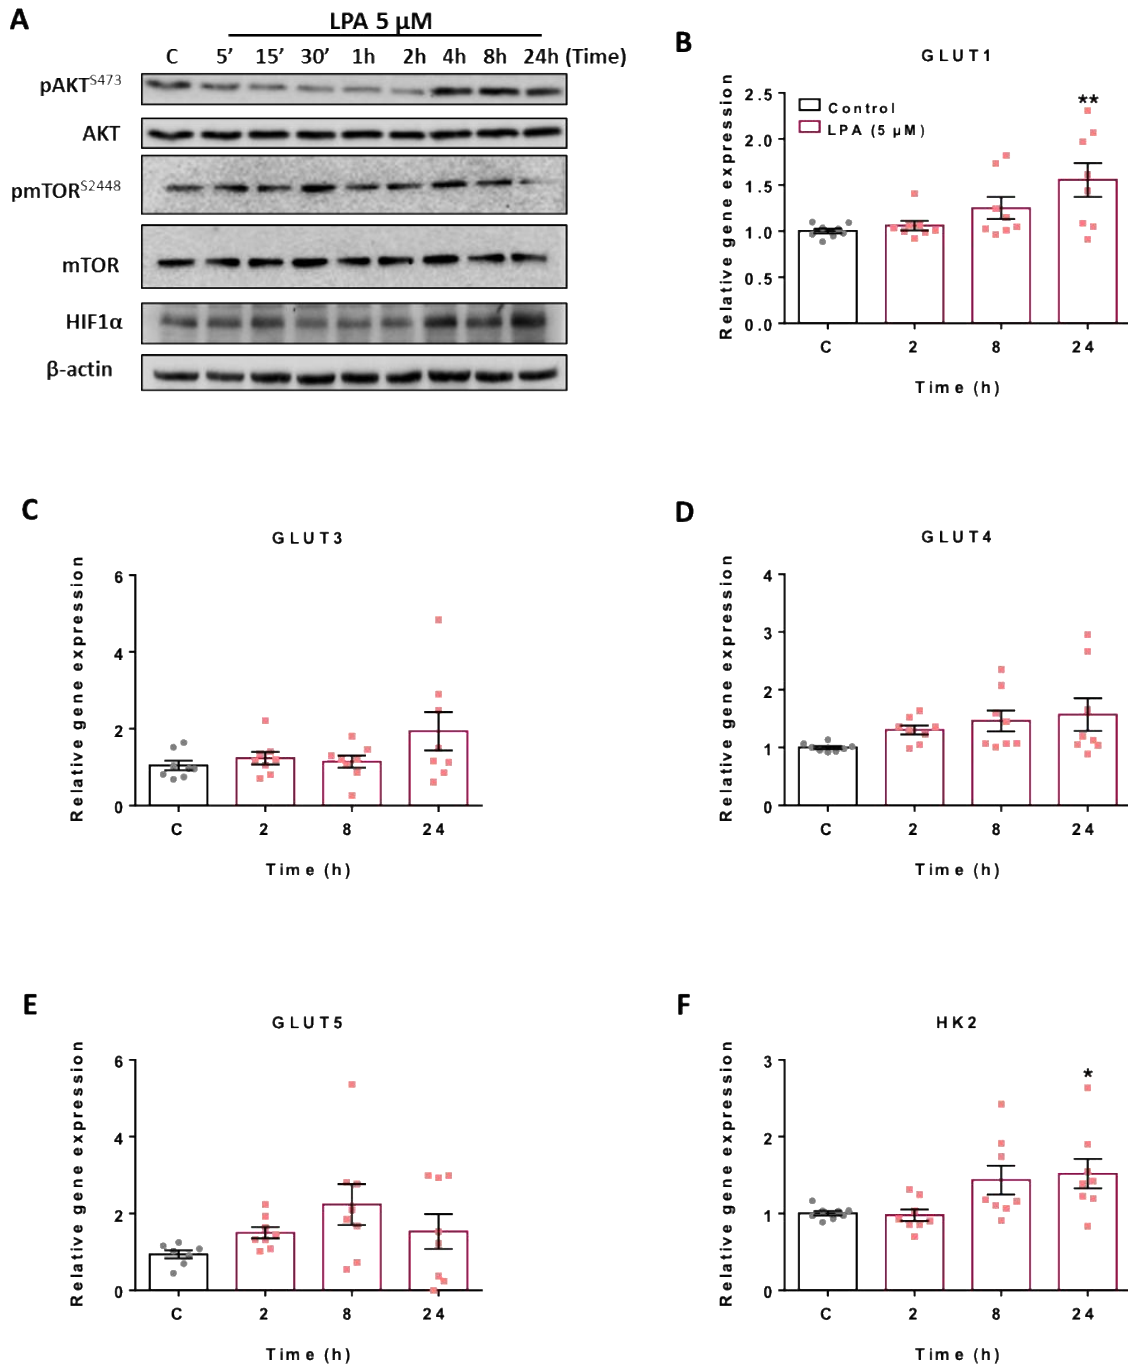 A
LPA 5 µM
C 5’ 15’ 30’ 1h 2h 4h 8h 24h (Time)
pAKTS473
AKT
pmTORS2448
mTOR
HIF1α
β-actin
B
GLUT1
Relative gene expression
2.5
2.0
1.5
1.0
0.5
0.0
Control
LPA (5 µM)
**
C 2 8 24
Time (h)
C
GLUT3
Relative gene expression
6
4
2
0
C 2 8 24
Time (h)
D
GLUT4
Relative gene expression
4
3
2
1
0
C 2 8 24
Time (h)
E
GLUT5
Relative gene expression
6
4
2
0
C 2 8 24
Time (h)
F
HK2
Relative gene expression
3
2
1
0
*
C 2 8 24
Time (h)